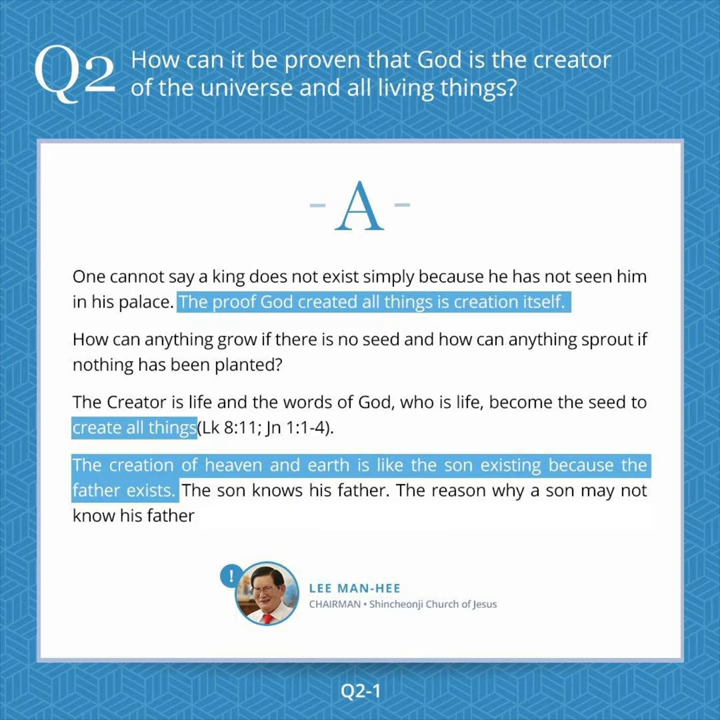 Q2 How can it be proven that God is the creator
of the universe and all living things?
- A -
One cannot say a king does not exist simply because he has not seen him
in his palace. The proof God created all things is creation itself.
How can anything grow if there is no seed and how can anything sprout if
nothing has been planted?
The Creator is life and the words of God, who is life, become the seed to
create all things(Lk 8:11; Jn 1:1-4).
The creation of heaven and earth is like the son existing because the
father exists. The son knows his father. The reason why a son may not
know his father
!
LEE MAN-HEE
CHAIRMAN • Shincheonji Church of Jesus
Q2-1